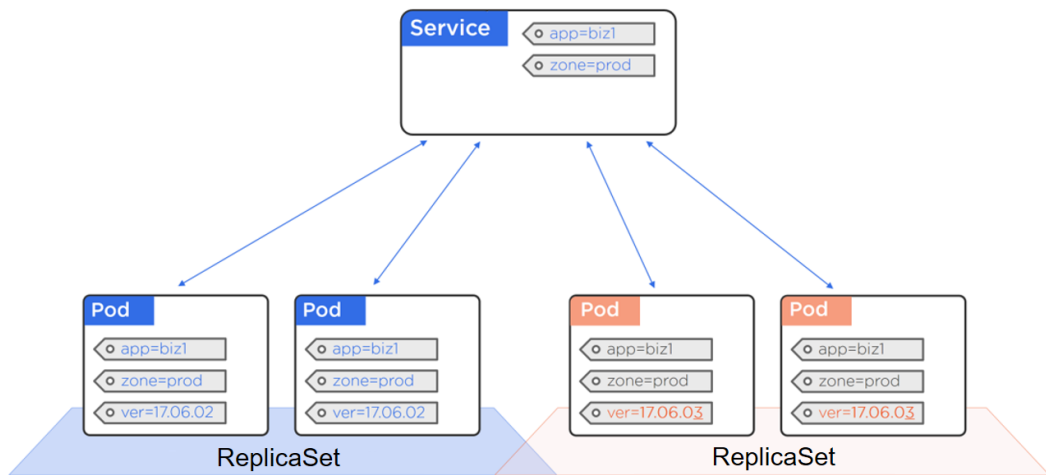 Service
app=biz1
zone=prod
Pod
app=biz1
zone=prod
ver=17.06.02
Pod
app=biz1
zone=prod
ver=17.06.02
Pod
app=biz1
zone=prod
ver=17.06.03
Pod
app=biz1
zone=prod
ver=17.06.03
ReplicaSet
ReplicaSet